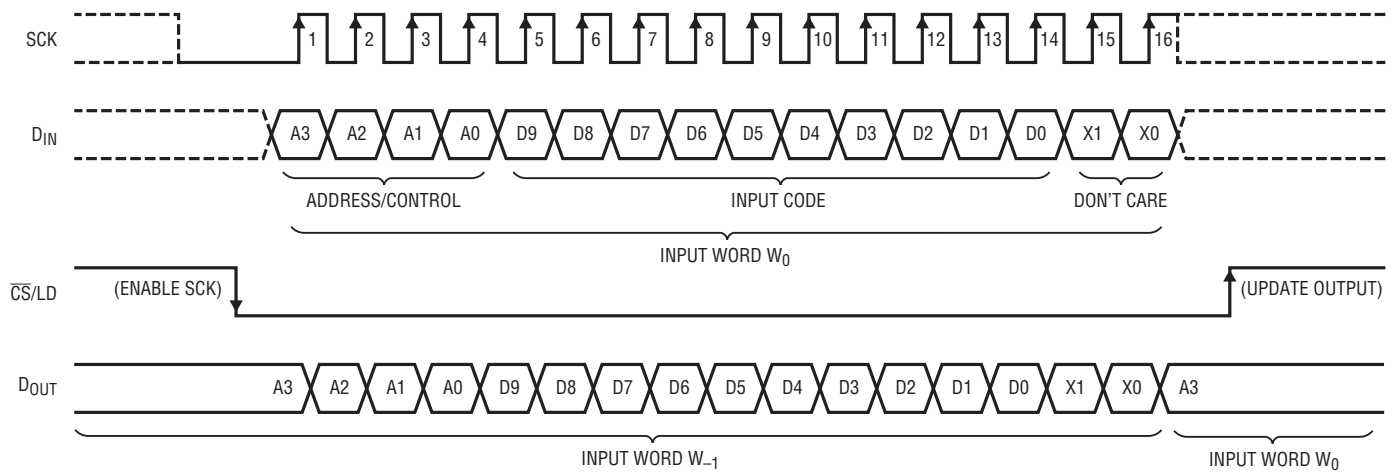 SCK 1 2 3 4 5 6 7 8 9 10 11 12 13 14 15 16
DIN A3 A2 A1 A0 D9 D8 D7 D6 D5 D4 D3 D2 D1 D0 X1 X0
ADDRESS/CONTROL INPUT CODE DON'T CARE
INPUT WORD W0
CS/LD (ENABLE SCK) (UPDATE OUTPUT)
DOUT A3 A2 A1 A0 D9 D8 D7 D6 D5 D4 D3 D2 D1 D0 X1 X0 A3
INPUT WORD W–1 INPUT WORD W0